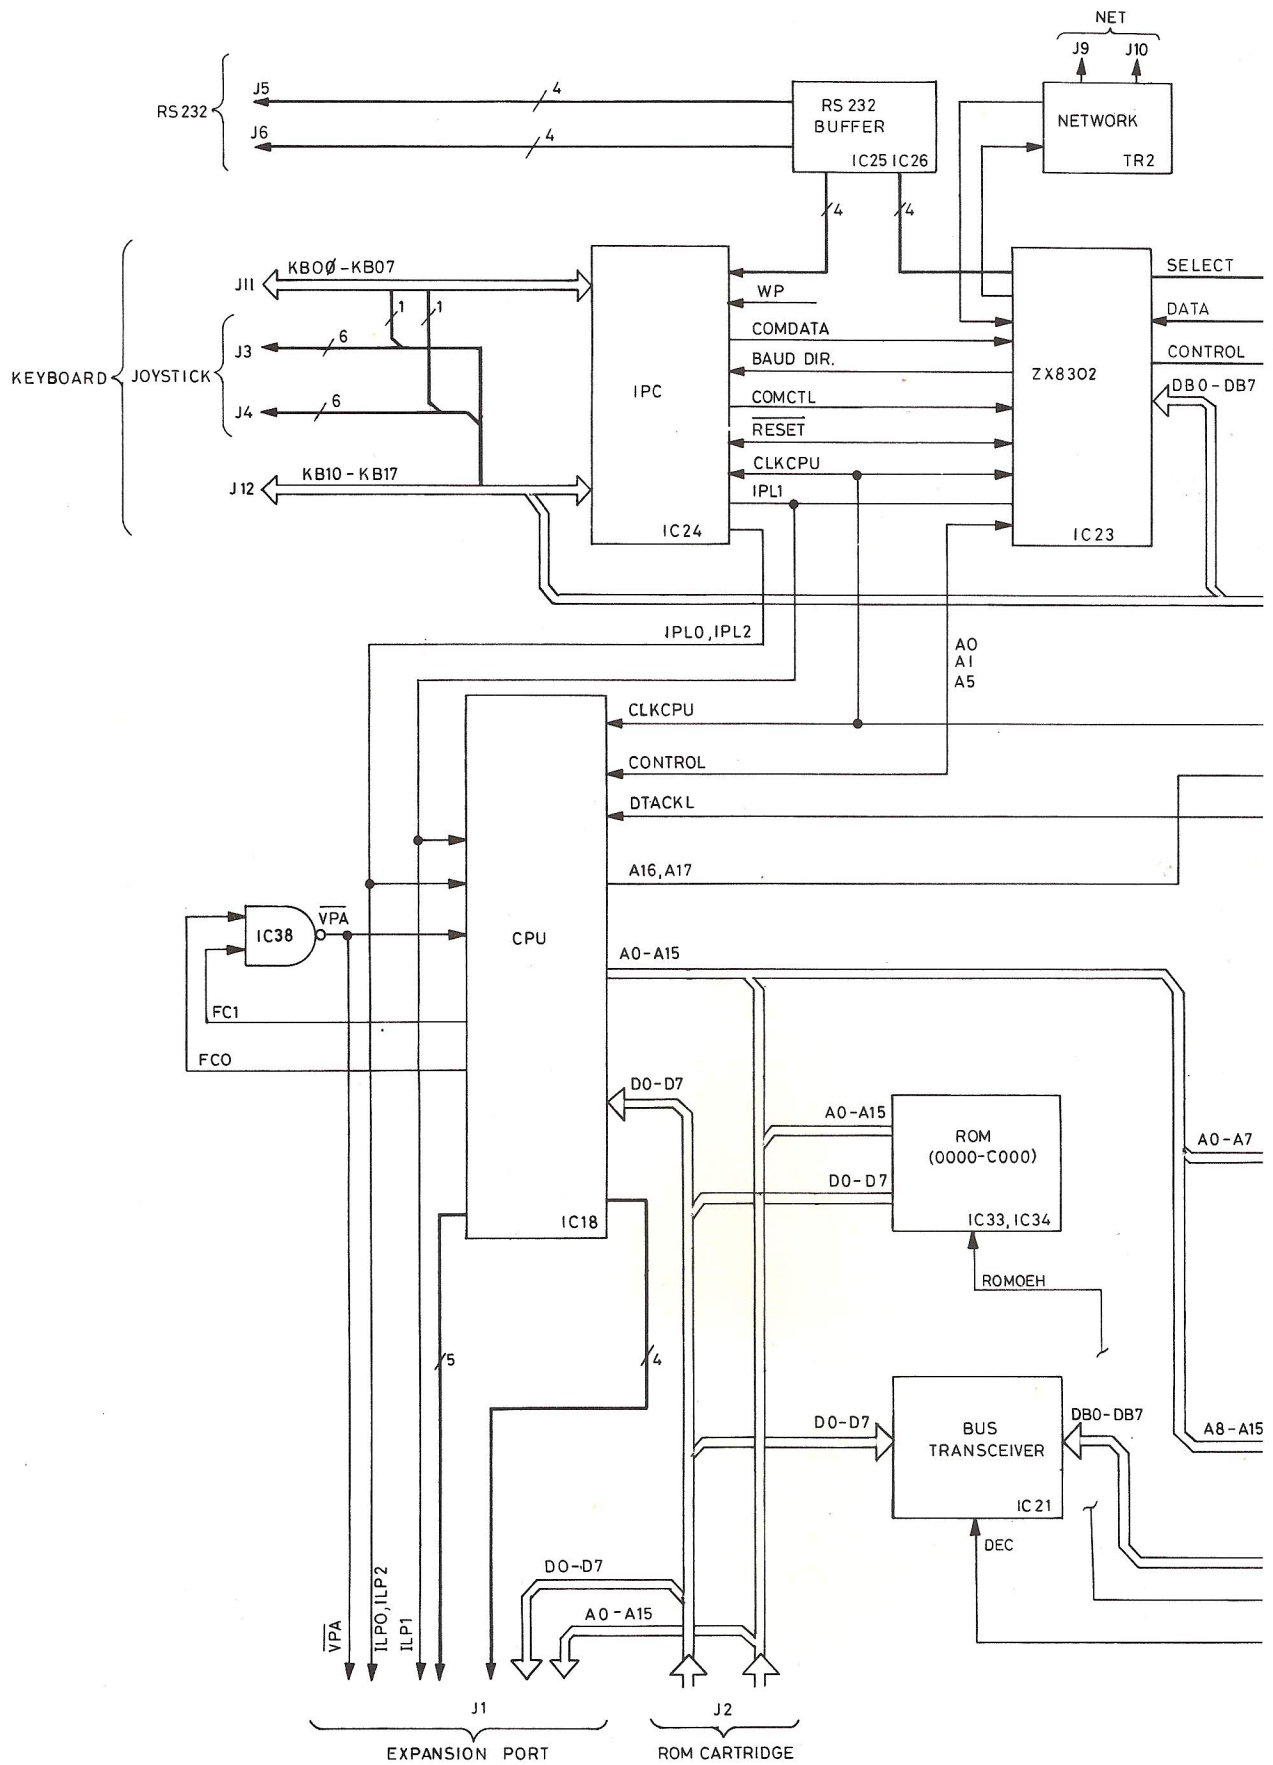 NET
J9 J10
RS232
J5 4
J6 4
RS 232
BUFFER
IC25 IC26
NETWORK
TR2
4 4
KEYBOARD
JOYSTICK
J11 KBOØ-KB07
1 1
J3 6
J4 6
J12 KB10-KB17
IPC
IC24
WP
COMDATA
BAUD DIR.
COMCTL
RESET
CLKCPU
IPL1
ZX8302
IC23
SELECT
DATA
CONTROL
DB0-DB7
IPL0, IPL2
A0
A1
A5
CLKCPU
CONTROL
DTACKL
A16, A17
IC38
VPA
CPU
A0-A15
FC1
FC0
D0-D7
IC18
A0-A15
D0-D7
ROM
(0000-C000)
IC33, IC34
ROMOEH
A0-A7
5
4
D0-D7
BUS
TRANSCEIVER
IC21
DB0-DB7
A8-A15
DEC
D0-D7
A0-A15
VPA
ILP0, ILP2
ILP1
J1
EXPANSION PORT
J2
ROM CARTRIDGE